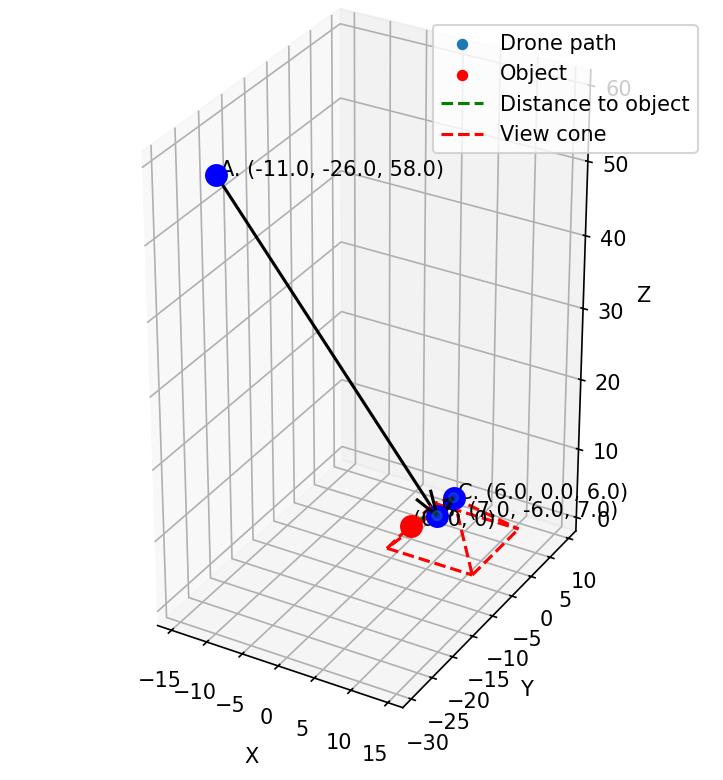 Drone path
Object
Distance to object
View cone
A. (-11.0, -26.0, 58.0)
C. (6.0, 0.0, 6.0)
(7.0, -6.0, 7.0)
(0, 0, 0)
60
50
40
30
20
10
0
Z
−15
−10
−5
0
5
10
15
X
10
5
0
−5
−10
−15
−20
−25
−30
Y